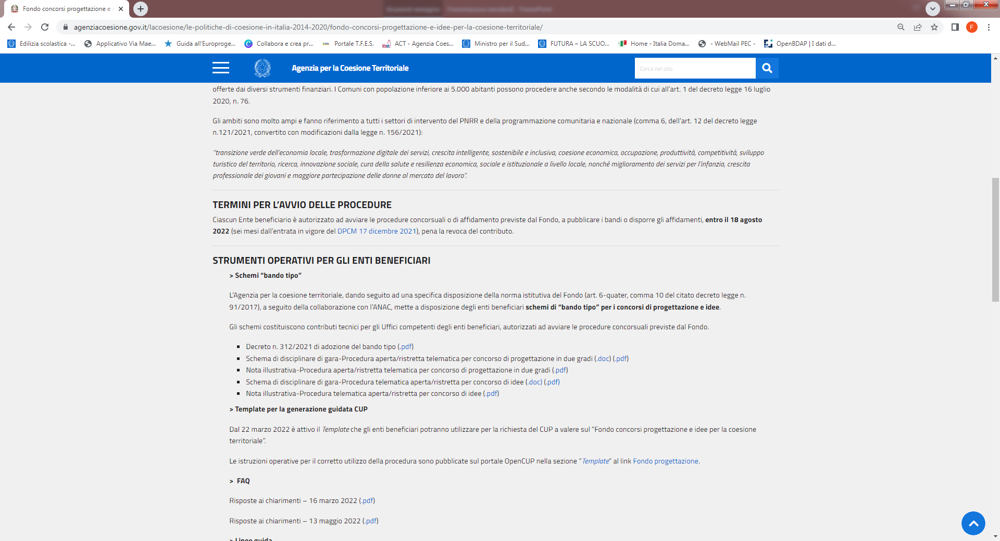 Fondo concorsi progettazione e i
agenziacoesione.gov.it/lacoesione/le-politiche-di-coesione-in-italia-2014-2020/fondo-concorsi-progettazione-e-idee-per-la-coesione-territoriale/
F
Edilizia scolastica -... Applicativo Via Mae... Guida all'Europroge... Collabora e crea pr... Portale T.F.E.S. ACT - Agenzia Coes... Ministro per il Sud... FUTURA – LA SCUO... Home - Italia Doma... - WebMail PEC - OpenBDAP | I dati d...
Agenzia per la Coesione Territoriale
Cerca nel sito
offerte dai diversi strumenti finanziari. I Comuni con popolazione inferiore ai 5.000 abitanti possono procedere anche secondo le modalità di cui all’art. 1 del decreto legge 16 luglio
2020, n. 76.
Gli ambiti sono molto ampi e fanno riferimento a tutti i settori di intervento del PNRR e della programmazione comunitaria e nazionale (comma 6, dell’art. 12 del decreto legge
n.121/2021, convertito con modificazioni dalla legge n. 156/2021):
“transizione verde dell’economia locale, trasformazione digitale dei servizi, crescita intelligente, sostenibile e inclusiva, coesione economica, occupazione, produttività, competitività, sviluppo
turistico del territorio, ricerca, innovazione sociale, cura della salute e resilienza economica, sociale e istituzionale a livello locale, nonché miglioramento dei servizi per l’infanzia, crescita
professionale dei giovani e maggiore partecipazione delle donne al mercato del lavoro”.
TERMINI PER L’AVVIO DELLE PROCEDURE
Ciascun Ente beneficiario è autorizzato ad avviare le procedure concorsuali o di affidamento previste dal Fondo, a pubblicare i bandi o disporre gli affidamenti, entro il 18 agosto
2022 (sei mesi dall’entrata in vigore del DPCM 17 dicembre 2021), pena la revoca del contributo.
STRUMENTI OPERATIVI PER GLI ENTI BENEFICIARI
> Schemi “bando tipo”
L’Agenzia per la coesione territoriale, dando seguito ad una specifica disposizione della norma istitutiva del Fondo (art. 6-quater, comma 10 del citato decreto legge n.
91/2017), a seguito della collaborazione con l’ANAC, mette a disposizione degli enti beneficiari schemi di “bando tipo” per i concorsi di progettazione e idee.
Gli schemi costituiscono contributi tecnici per gli Uffici competenti degli enti beneficiari, autorizzati ad avviare le procedure concorsuali previste dal Fondo.
▪ Decreto n. 312/2021 di adozione del bando tipo (.pdf)
▪ Schema di disciplinare di gara-Procedura aperta/ristretta telematica per concorso di progettazione in due gradi (.doc) (.pdf)
▪ Nota illustrativa-Procedura aperta/ristretta telematica per concorso di progettazione in due gradi (.pdf)
▪ Schema di disciplinare di gara-Procedura telematica aperta/ristretta per concorso di idee (.doc) (.pdf)
▪ Nota illustrativa-Procedura telematica aperta/ristretta per concorso di idee (.pdf)
> Template per la generazione guidata CUP
Dal 22 marzo 2022 è attivo il Template che gli enti beneficiari potranno utilizzare per la richiesta del CUP a valere sul “Fondo concorsi progettazione e idee per la coesione
territoriale”.
Le istruzioni operative per il corretto utilizzo della procedura sono pubblicate sul portale OpenCUP nella sezione “Template” al link Fondo progettazione.
> FAQ
Risposte ai chiarimenti – 16 marzo 2022 (.pdf)
Risposte ai chiarimenti – 13 maggio 2022 (.pdf)
> Linee guida